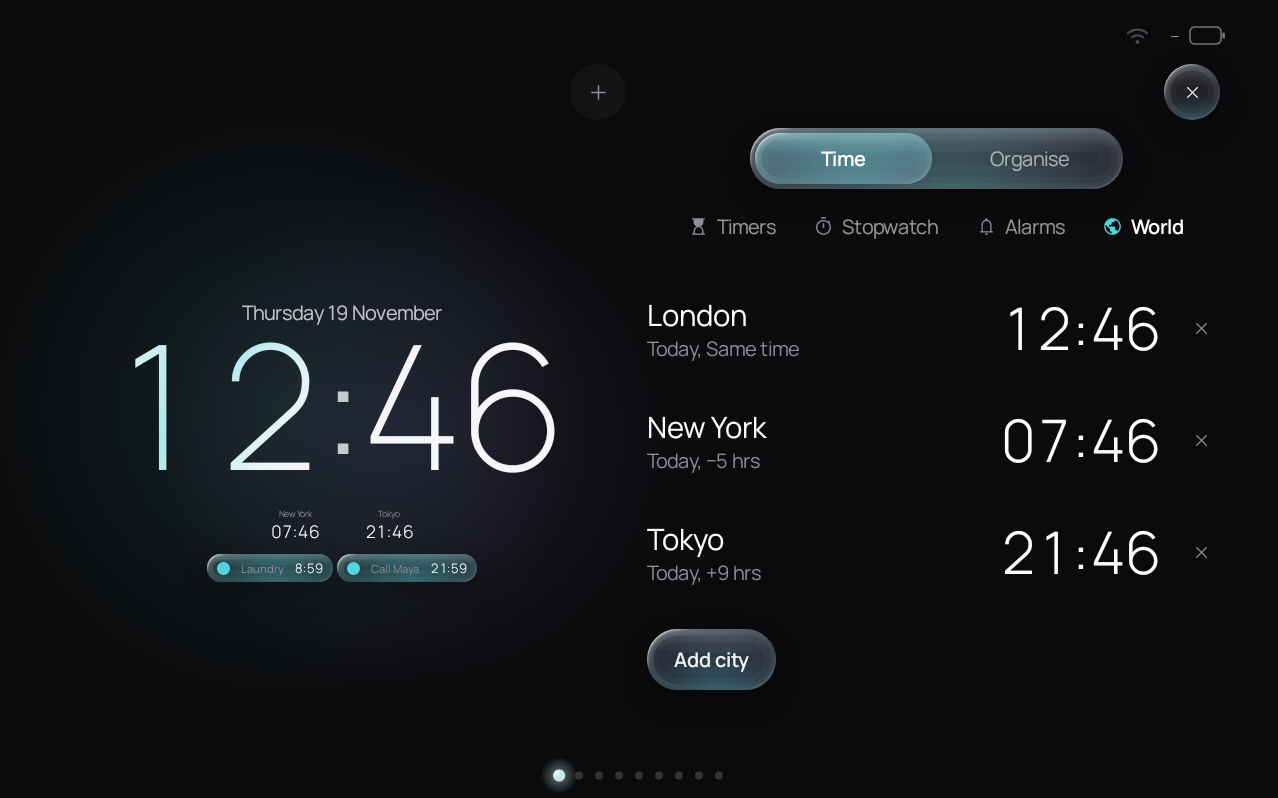 Time
Organise
Timers
Stopwatch
Alarms
World
Thursday 19 November
12:46
New York
07:46
Tokyo
21:46
Laundry 8:59
Call Maya 21:59
London
Today, Same time
12:46
New York
Today, −5 hrs
07:46
Tokyo
Today, +9 hrs
21:46
Add city